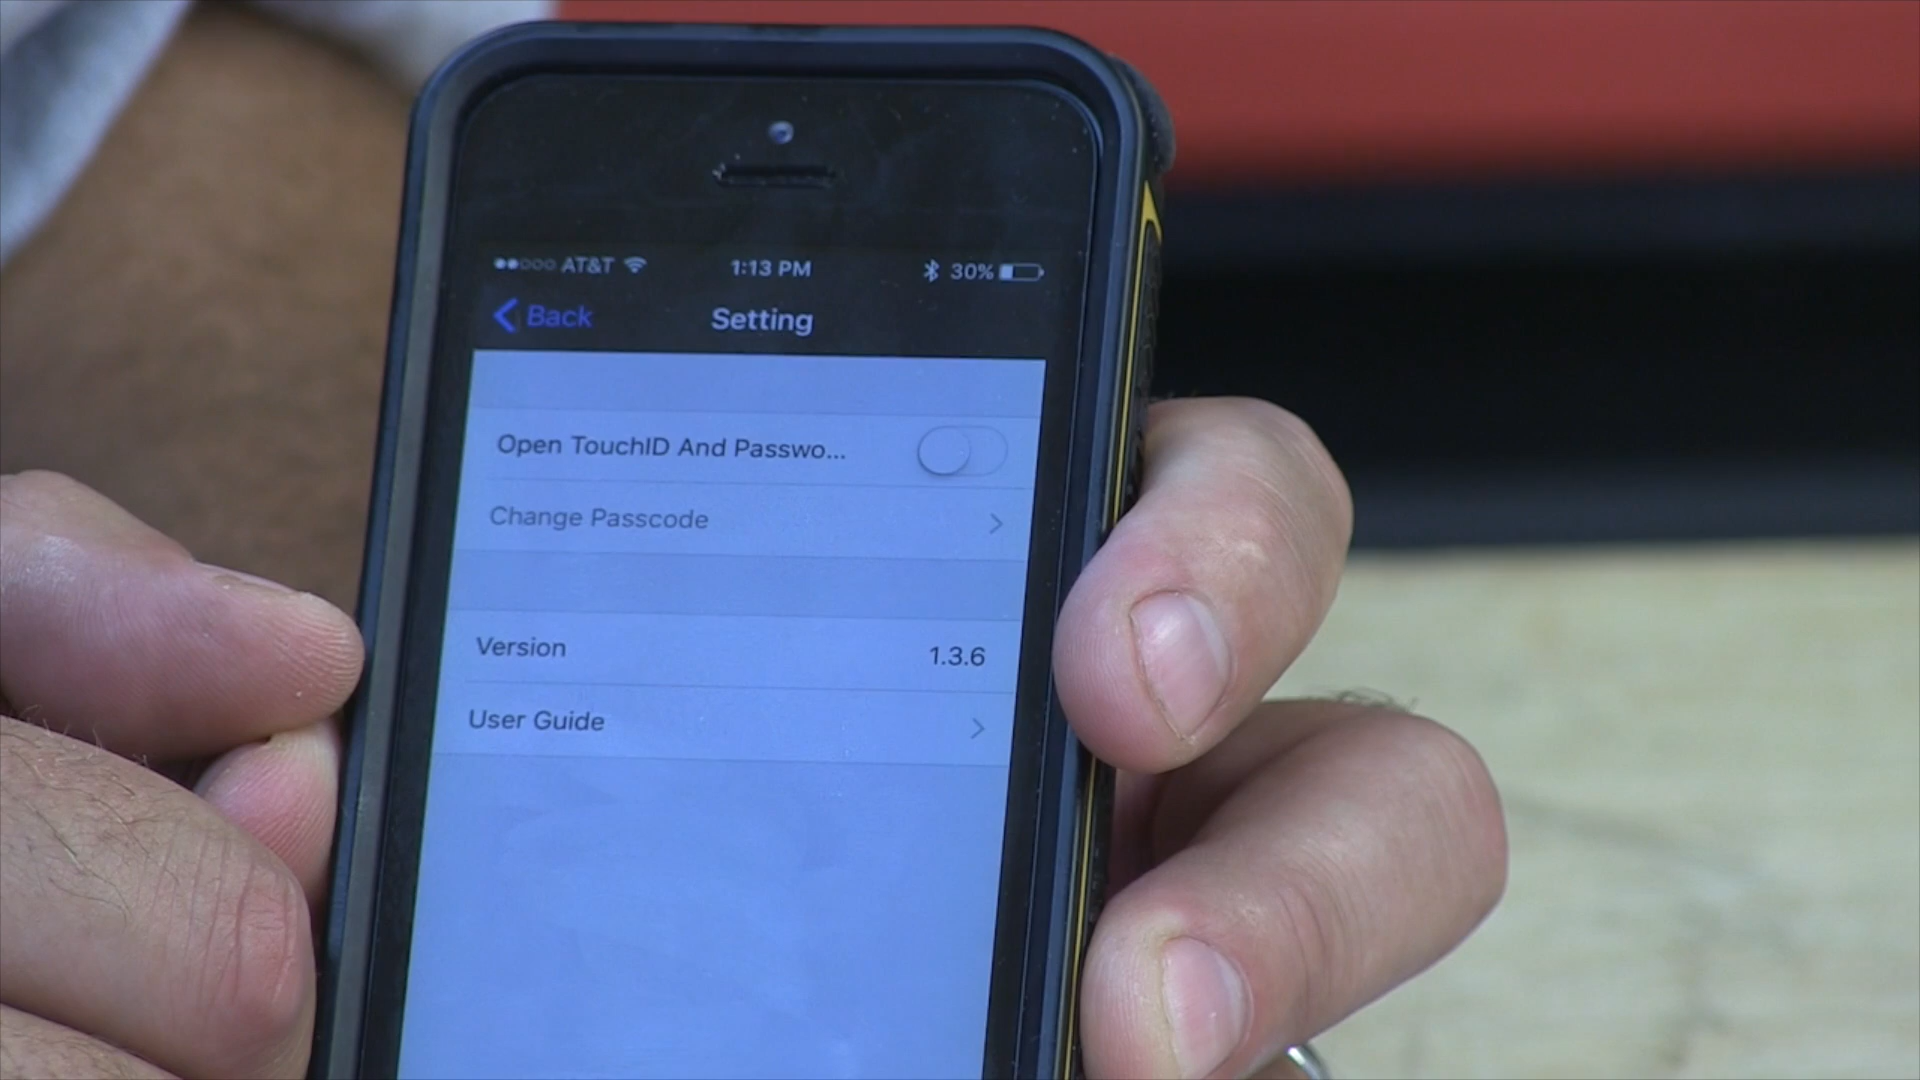 AT&T 1:13 PM 30%
Back Setting
Open TouchID And Passwo...
Change Passcode
Version 1.3.6
User Guide